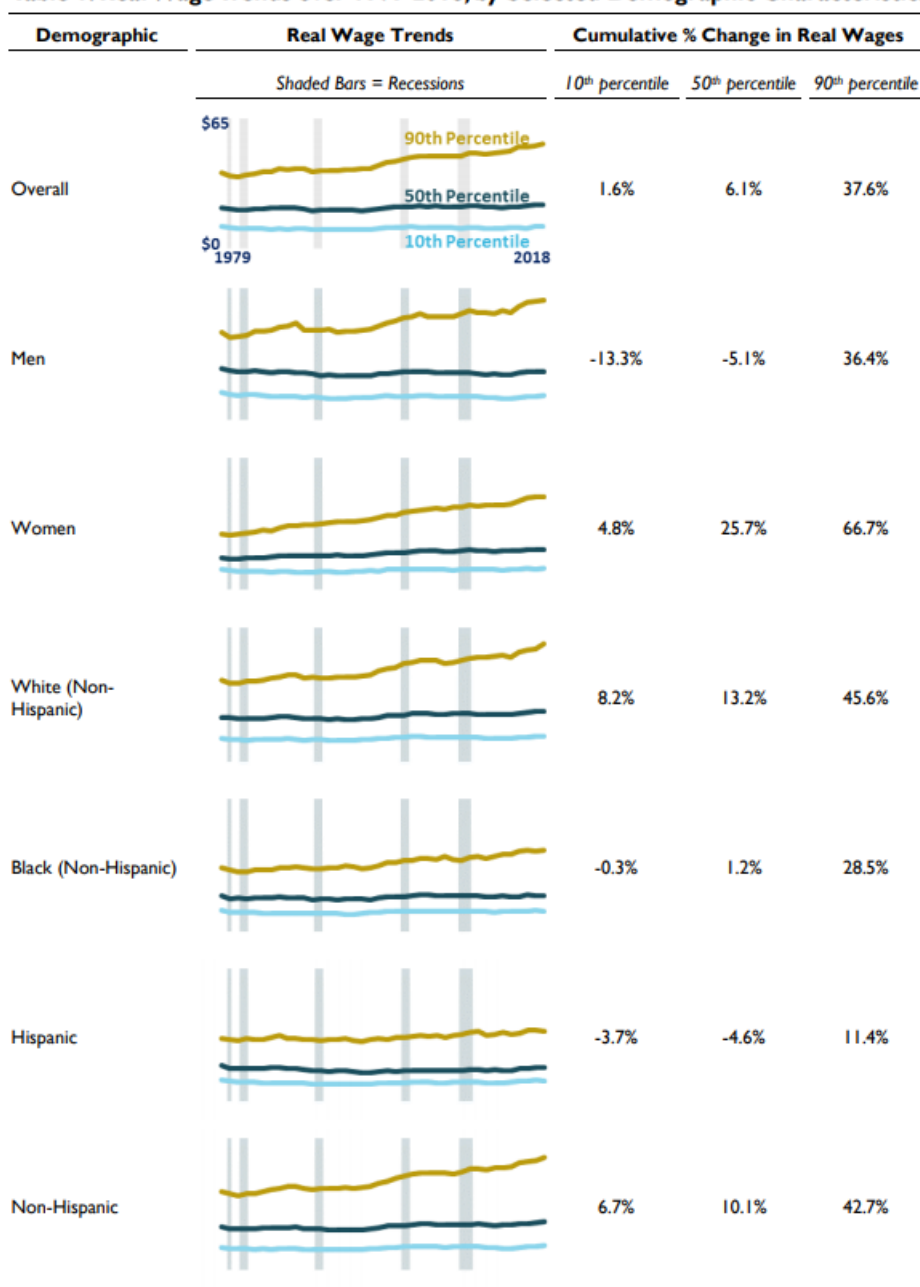 Demographic Real Wage Trends Cumulative % Change in Real Wages
Shaded Bars = Recessions 10th percentile 50th percentile 90th percentile
$65
90th Percentile
Overall 50th Percentile 1.6% 6.1% 37.6%
$0 10th Percentile
1979 2018
Men -13.3% -5.1% 36.4%
Women 4.8% 25.7% 66.7%
White (Non-
Hispanic) 8.2% 13.2% 45.6%
Black (Non-Hispanic) -0.3% 1.2% 28.5%
Hispanic -3.7% -4.6% 11.4%
Non-Hispanic 6.7% 10.1% 42.7%